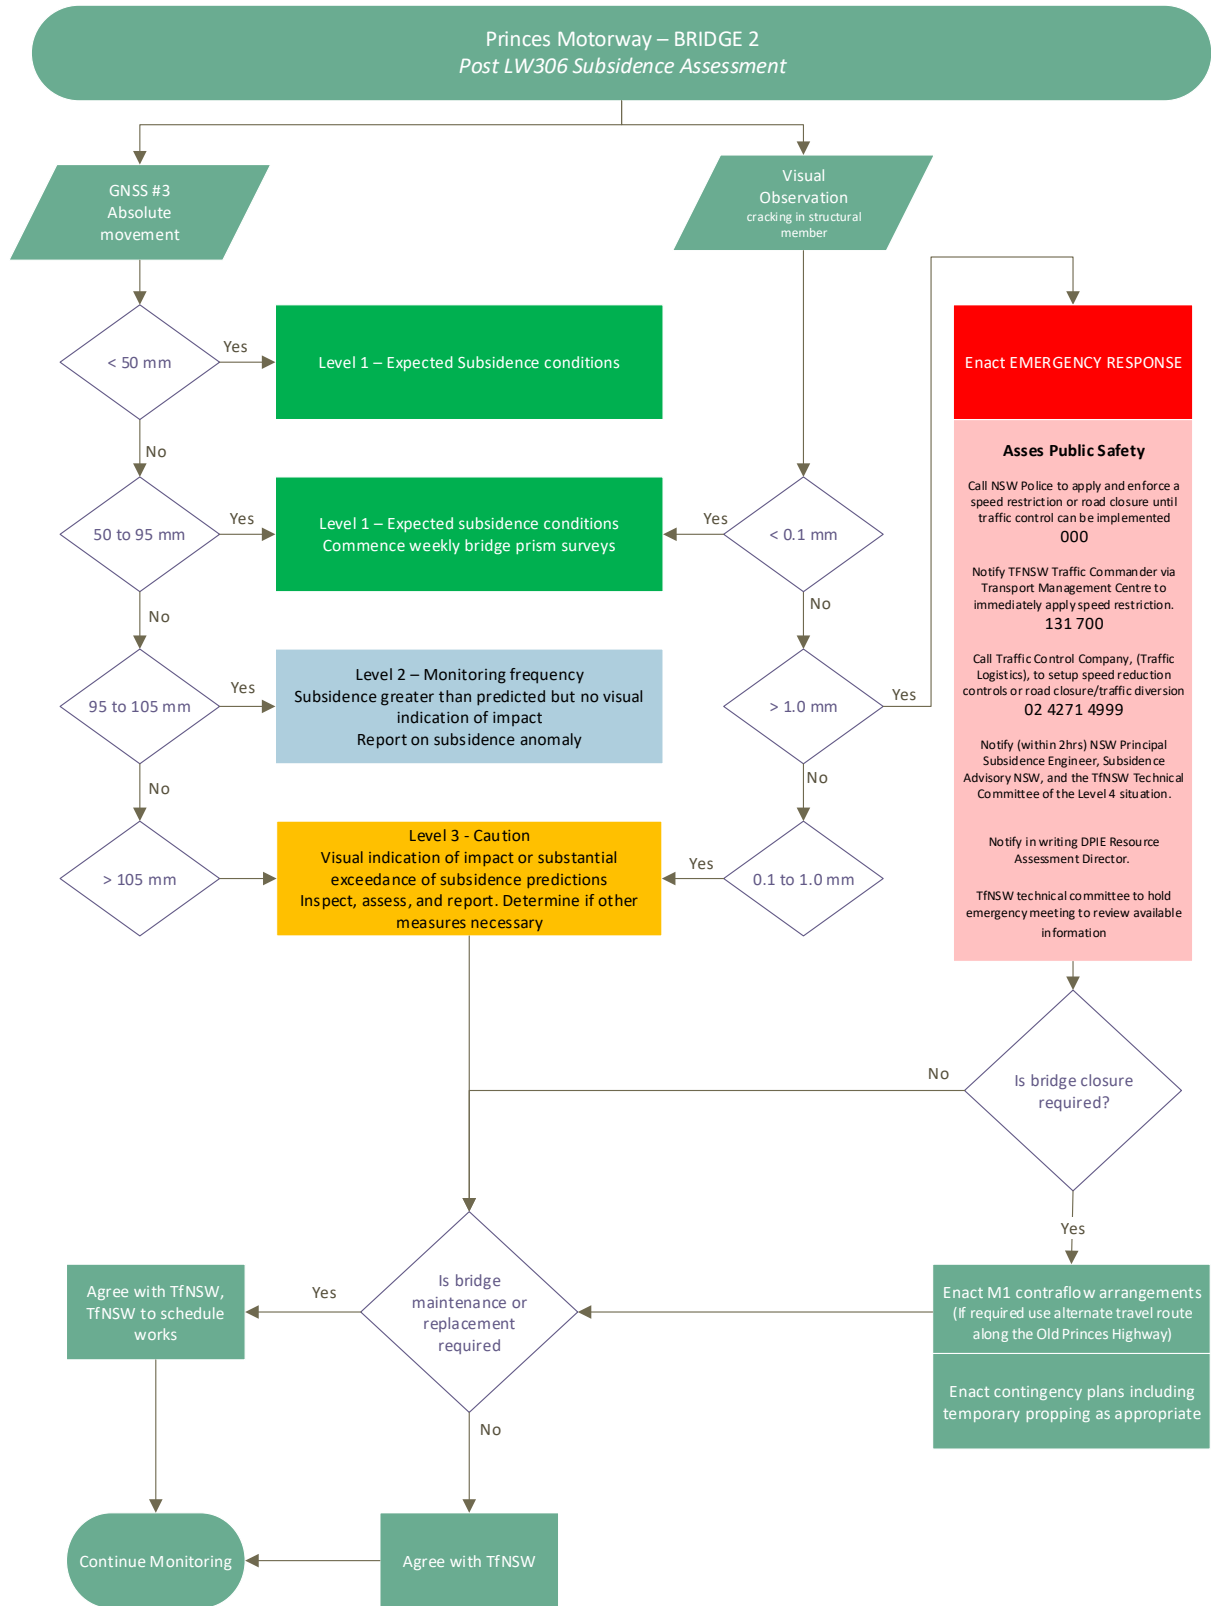 Princes Motorway – BRIDGE 2
Post LW306 Subsidence Assessment
GNSS #3
Absolute
movement
Visual
Observation
cracking in structural
member
< 50 mm
Yes
Level 1 – Expected Subsidence conditions
No
50 to 95 mm
Yes
Level 1 – Expected subsidence conditions
Commence weekly bridge prism surveys
Yes
< 0.1 mm
No
No
95 to 105 mm
Yes
Level 2 – Monitoring frequency
Subsidence greater than predicted but no visual
indication of impact
Report on subsidence anomaly
> 1.0 mm
Yes
No
No
> 105 mm
Level 3 - Caution
Visual indication of impact or substantial
exceedance of subsidence predictions
Inspect, assess, and report. Determine if other
measures necessary
Yes
0.1 to 1.0 mm
Enact EMERGENCY RESPONSE
Asses Public Safety
Call NSW Police to apply and enforce a
speed restriction or road closure until
traffic control can be implemented
000
Notify TFNSW Traffic Commander via
Transport Management Centre to
immediately apply speed restriction.
131 700
Call Traffic Control Company, (Traffic
Logistics), to setup speed reduction
controls or road closure/traffic diversion
02 4271 4999
Notify (within 2hrs) NSW Principal
Subsidence Engineer, Subsidence
Advisory NSW, and the TfNSW Technical
Committee of the Level 4 situation.
Notify in writing DPIE Resource
Assessment Director.
TfNSW technical committee to hold
emergency meeting to review available
information
No
Is bridge closure
required?
Yes
Agree with TfNSW,
TfNSW to schedule
works
Yes
Is bridge
maintenance or
replacement
required
Enact M1 contraflow arrangements
(If required use alternate travel route
along the Old Princes Highway)
Enact contingency plans including
temporary propping as appropriate
No
Continue Monitoring
Agree with TfNSW